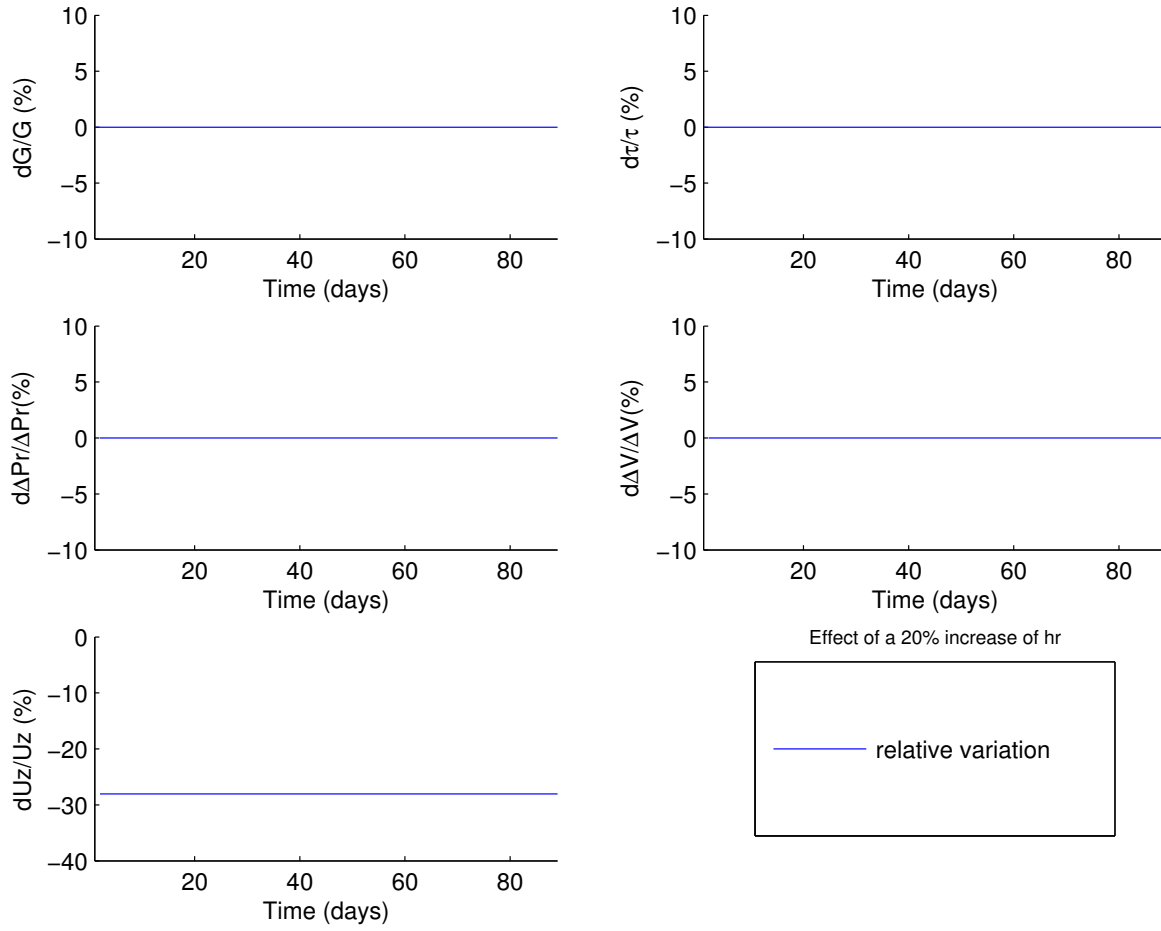 10
5
0
−5
−10
dG/G (%)
20 40 60 80
Time (days)
10
5
0
−5
−10
dτ/τ (%)
20 40 60 80
Time (days)
10
5
0
−5
−10
dΔPr/ΔPr(%)
20 40 60 80
Time (days)
10
5
0
−5
−10
dΔV/ΔV(%)
20 40 60 80
Time (days)
0
−10
−20
−30
−40
dUz/Uz (%)
20 40 60 80
Time (days)
Effect of a 20% increase of hr
relative variation